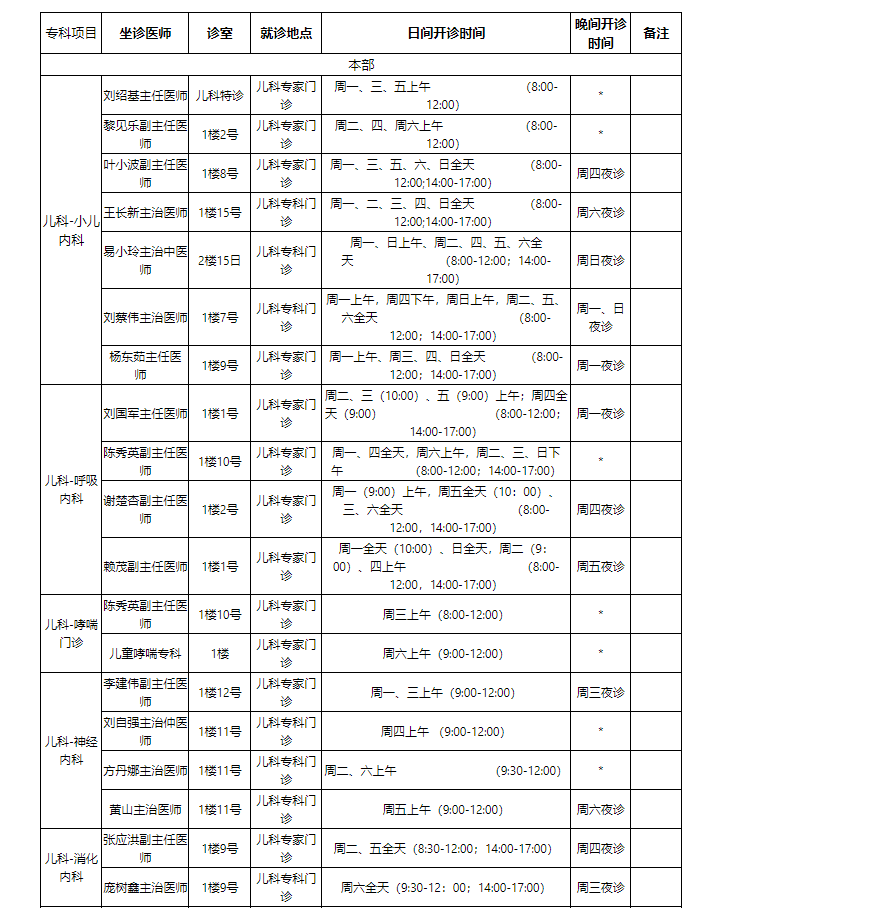 专科项目 坐诊医师 诊室 就诊地点 日间开诊时间 晚间开诊时间 备注
本部
儿科-小儿内科
刘绍基主任医师 儿科特诊 儿科专家门诊 周一、三、五上午 (8:00-12:00) *
黎见乐副主任医师 1楼2号 儿科专家门诊 周二、四、周六上午 (8:00-12:00) *
叶小波副主任医师 1楼8号 儿科专家门诊 周一、三、五、六、日全天 (8:00-12:00;14:00-17:00) 周四夜诊
王长新主治医师 1楼15号 儿科专科门诊 周一、二、三、四、日全天 (8:00-12:00;14:00-17:00) 周六夜诊
易小玲主治中医师 2楼15日 儿科专科门诊 周一、日上午、周二、四、五、六全天 (8:00-12:00；14:00-17:00) 周日夜诊
刘蔡伟主治医师 1楼7号 儿科专科门诊 周一上午，周四下午，周日上午，周二、五、六全天 (8:00-12:00；14:00-17:00) 周一、日夜诊
杨东茹主任医师 1楼9号 儿科专家门诊 周一上午、周三、四、日全天 (8:00-12:00；14:00-17:00) 周一夜诊
儿科-呼吸内科
刘国军主任医师 1楼1号 儿科专家门诊 周二、三（10:00）、五（9:00）上午；周四全天（9:00） (8:00-12:00；14:00-17:00) 周一夜诊
陈秀英副主任医师 1楼10号 儿科专家门诊 周一、四全天，周六上午，周二、三、日下午 (8:00-12:00；14:00-17:00) *
谢楚杏副主任医师 1楼2号 儿科专家门诊 周一（9:00）上午，周五全天（10：00）、三、六全天 (8:00-12:00，14:00-17:00) 周四夜诊
赖茂副主任医师 1楼1号 儿科专家门诊 周一全天（10:00）、日全天，周二（9：00）、四上午 (8:00-12:00，14:00-17:00) 周五夜诊
儿科-哮喘门诊
陈秀英副主任医师 1楼10号 儿科专家门诊 周三上午（8:00-12:00） *
儿童哮喘专科 1楼 儿科专家门诊 周六上午（9:00-12:00） *
儿科-神经内科
李建伟副主任医师 1楼12号 儿科专家门诊 周一、三上午（9:00-12:00） 周三夜诊
刘自强主治仲医师 1楼11号 儿科专科门诊 周四上午 （9:00-12:00） *
方丹娜主治医师 1楼11号 儿科专科门诊 周二、六上午 （9:30-12:00） *
黄山主治医师 1楼11号 儿科专科门诊 周五上午（9:00-12:00） 周六夜诊
儿科-消化内科
张应洪副主任医师 1楼9号 儿科专家门诊 周二、五全天（8:30-12:00；14:00-17:00） 周四夜诊
庞树鑫主治医师 1楼9号 儿科专科门诊 周六全天（9:30-12：00；14:00-17:00） 周三夜诊